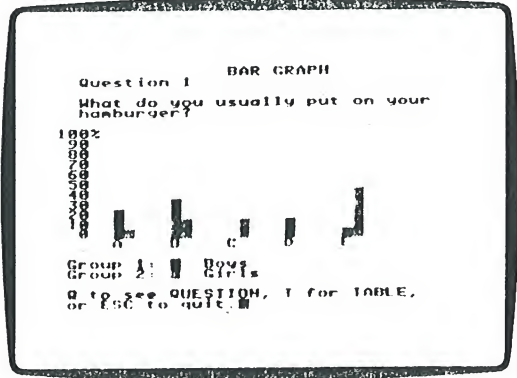 BAR GRAPH
Question 1
What do you usually put on your
hamburger?
100%
90
80
70
60
50
40
30
20
10
0
A B C D E
Group 1: Boys
Group 2: Girls
Q to see QUESTION, T for TABLE,
or ESC to quit.